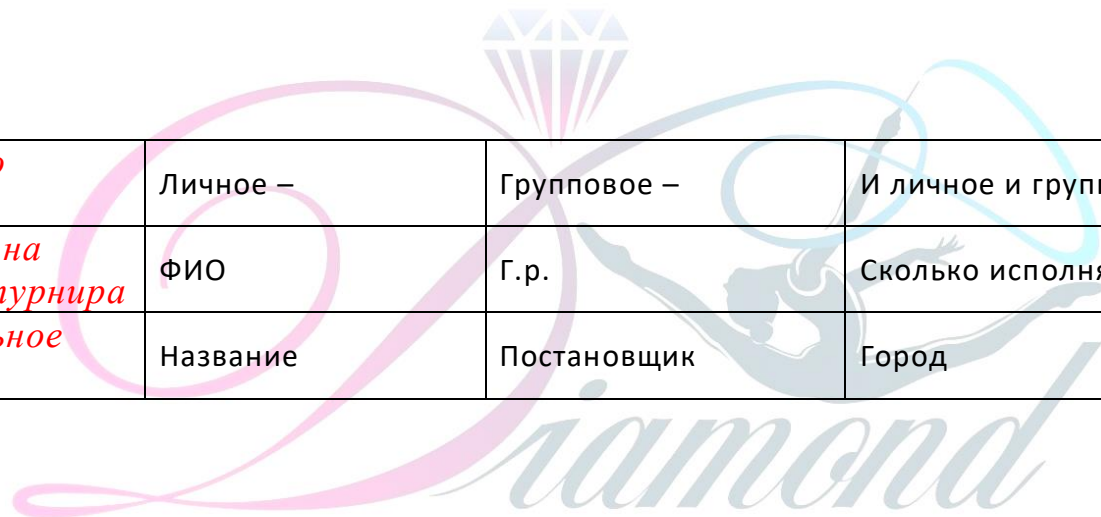 о
Личное –
Групповое –
И личное и групп
на
турнира
ФИО
Г.р.
Сколько исполня
ьное
Название
Постановщик
Город
Diamond